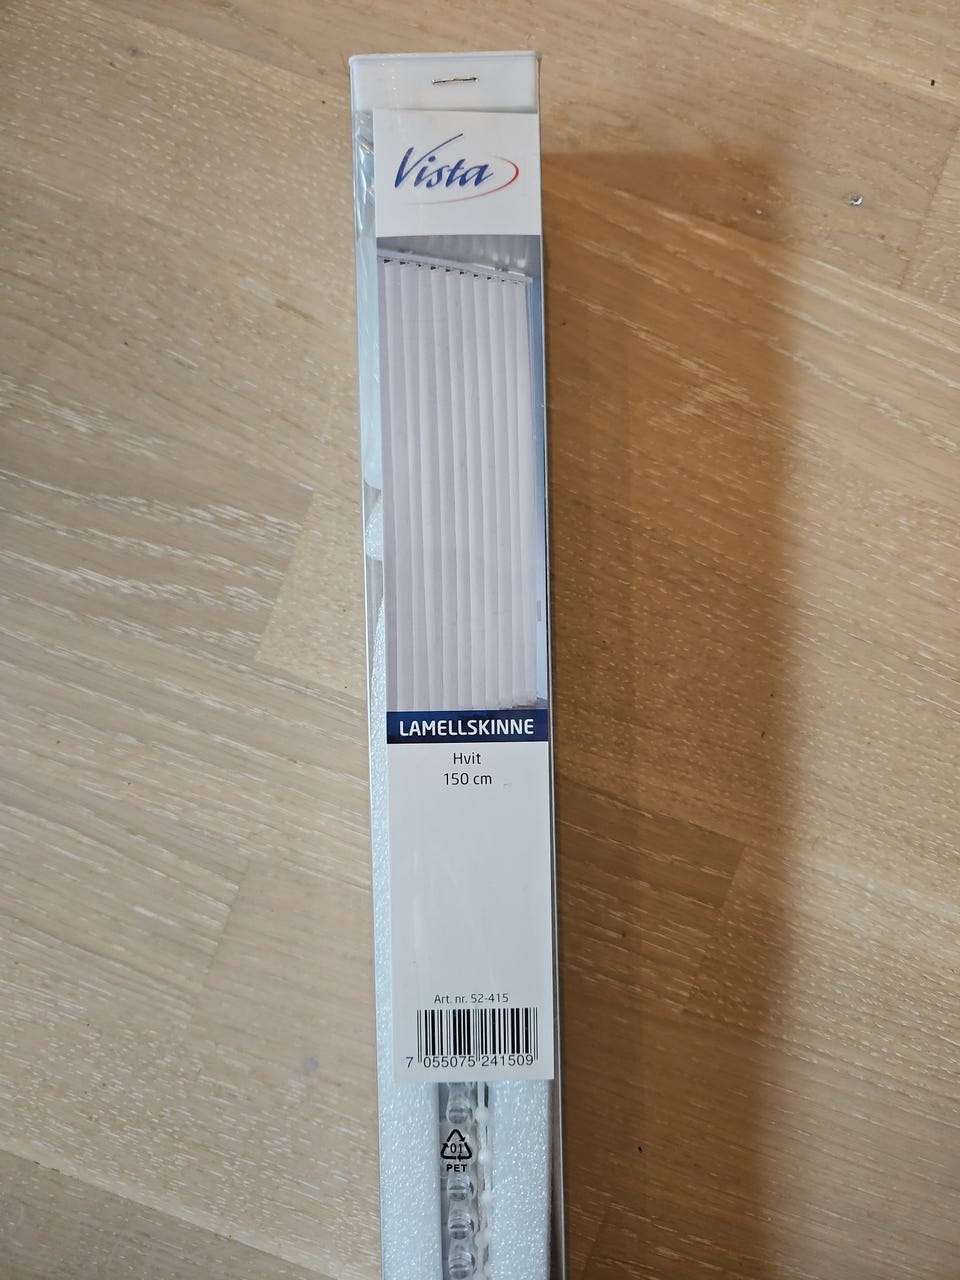 Vista
LAMELLSKINNE
Hvit
150 cm
Art. nr. 52-415
7 055075 241509
01
PET